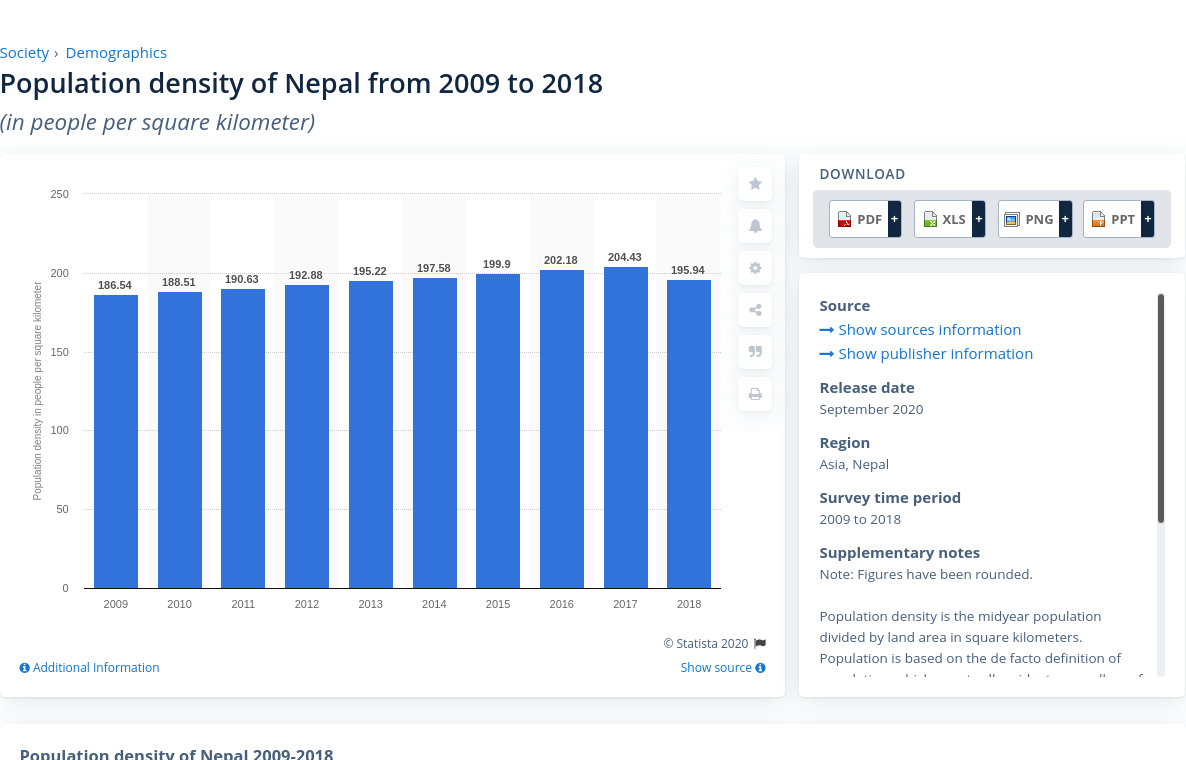 Society › Demographics
Population density of Nepal from 2009 to 2018
(in people per square kilometer)
250
200
150
100
50
0
Population density in people per square kilometer
186.54
188.51
190.63
192.88
195.22
197.58
199.9
202.18
204.43
195.94
2009 2010 2011 2012 2013 2014 2015 2016 2017 2018
© Statista 2020
Additional Information
Show source
DOWNLOAD
PDF + XLS + PNG + PPT +
Source
Show sources information
Show publisher information
Release date
September 2020
Region
Asia, Nepal
Survey time period
2009 to 2018
Supplementary notes
Note: Figures have been rounded.
Population density is the midyear population
divided by land area in square kilometers.
Population is based on the de facto definition of
Population density of Nepal 2009-2018